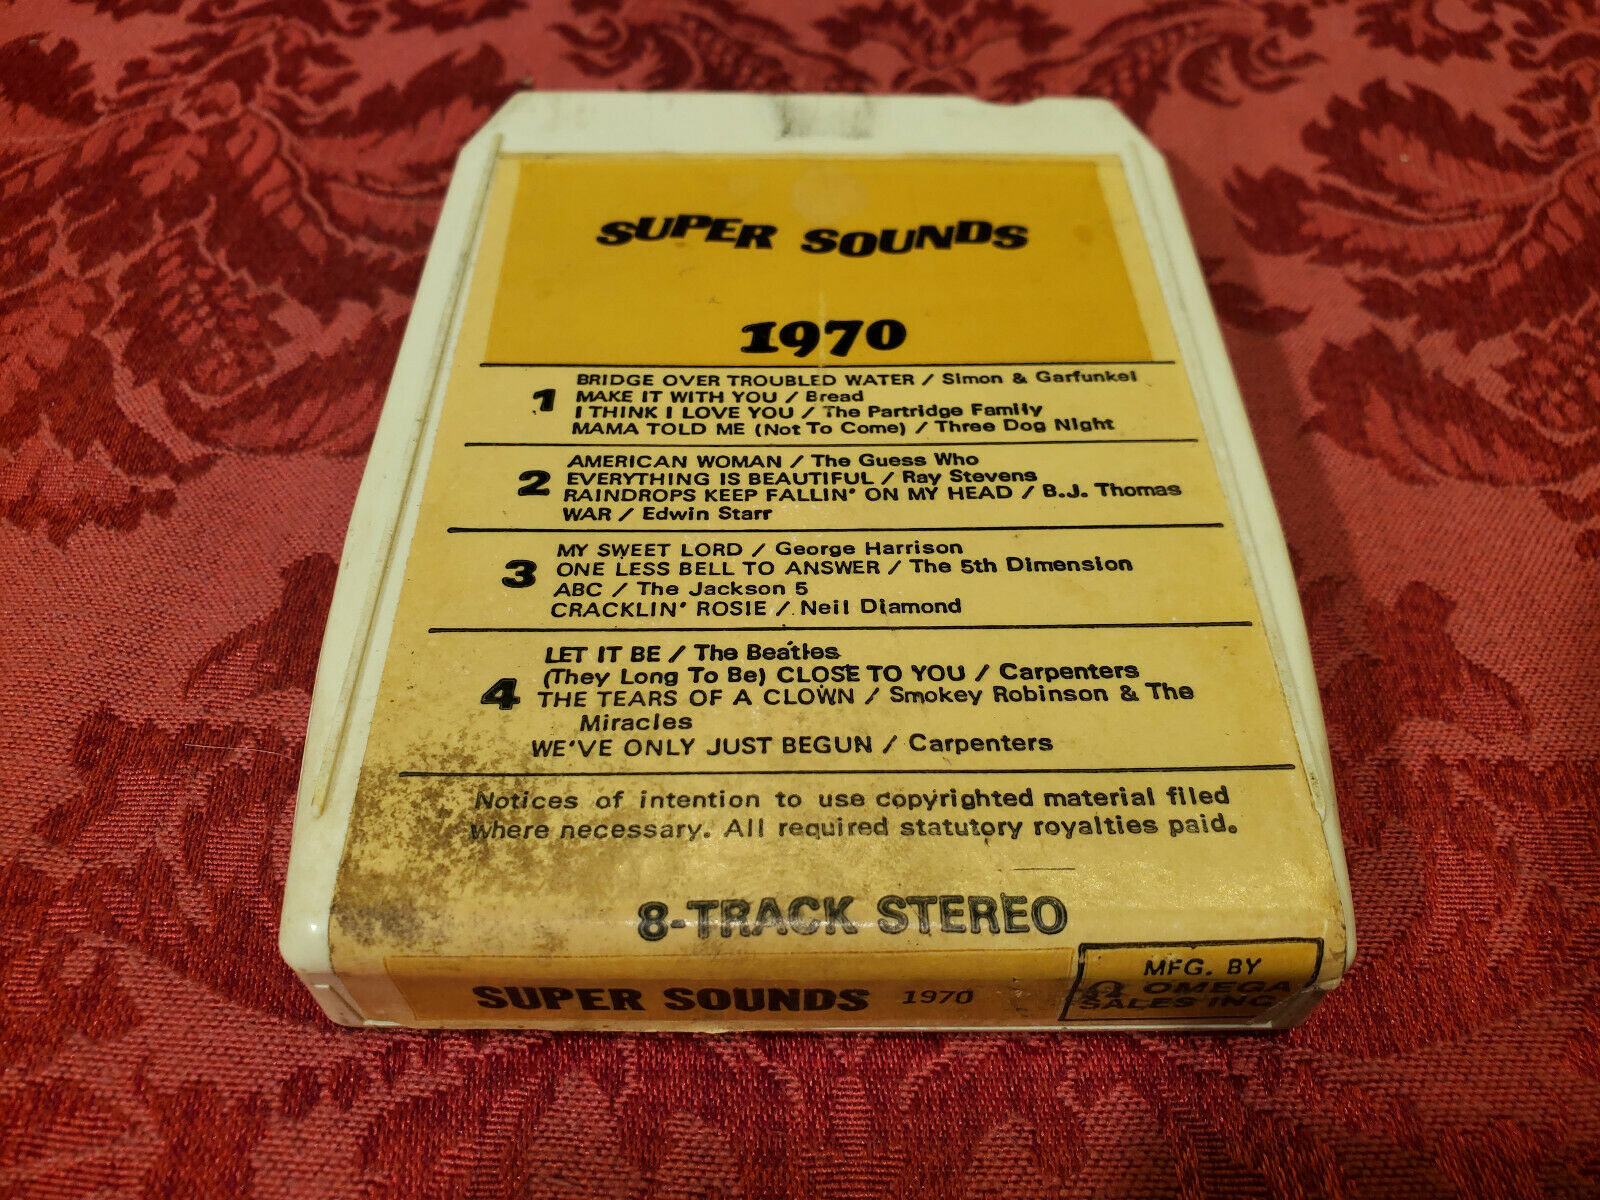 SUPER SOUNDS
1970
1
BRIDGE OVER TROUBLED WATER / Simon & Garfunkel
MAKE IT WITH YOU / Bread
I THINK I LOVE YOU / The Partridge Family
MAMA TOLD ME (Not To Come) / Three Dog Night
2
AMERICAN WOMAN / The Guess Who
EVERYTHING IS BEAUTIFUL / Ray Stevens
RAINDROPS KEEP FALLIN' ON MY HEAD / B.J. Thomas
WAR / Edwin Starr
3
MY SWEET LORD / George Harrison
ONE LESS BELL TO ANSWER / The 5th Dimension
ABC / The Jackson 5
CRACKLIN' ROSIE / Neil Diamond
4
LET IT BE / The Beatles
(They Long To Be) CLOSE TO YOU / Carpenters
THE TEARS OF A CLOWN / Smokey Robinson & The
Miracles
WE'VE ONLY JUST BEGUN / Carpenters
Notices of intention to use copyrighted material filed
where necessary. All required statutory royalties paid.
8-TRACK STEREO
SUPER SOUNDS 1970
MFG. BY
Ω OMEGA
SALES INC.